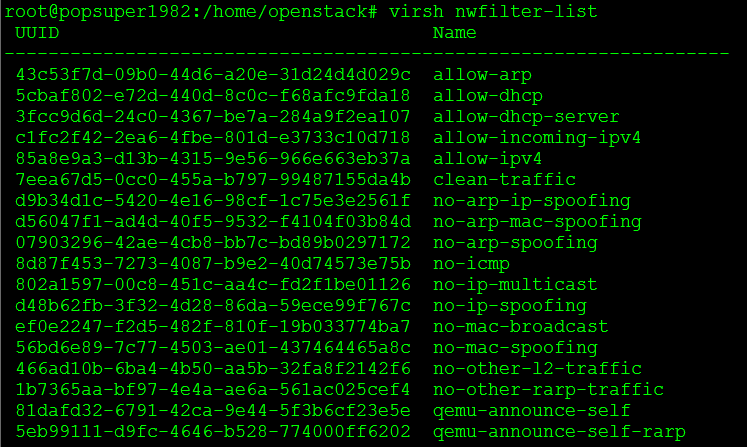 root@popsuper1982:/home/openstack# virsh nwfilter-list
UUID                                  Name
------------------------------------------------------------------
43c53f7d-09b0-44d6-a20e-31d24d4d029c  allow-arp
5cbaf802-e72d-440d-8c0c-f68afc9fda18  allow-dhcp
3fcc9d6d-24c0-4367-be7a-284a9f2ea107  allow-dhcp-server
c1fc2f42-2ea6-4fbe-801d-e3733c10d718  allow-incoming-ipv4
85a8e9a3-d13b-4315-9e56-966e663eb37a  allow-ipv4
7eea67d5-0cc0-455a-b797-99487155da4b  clean-traffic
d9b34d1c-5420-4e16-98cf-1c75e3e2561f  no-arp-ip-spoofing
d56047f1-ad4d-40f5-9532-f4104f03b84d  no-arp-mac-spoofing
07903296-42ae-4cb8-bb7c-bd89b0297172  no-arp-spoofing
8d87f453-7273-4087-b9e2-40d74573e75b  no-icmp
802a1597-00c8-451c-aa4c-fd2f1be01126  no-ip-multicast
d48b62fb-3f32-4d28-86da-59ece99f767c  no-ip-spoofing
ef0e2247-f2d5-482f-810f-19b033774ba7  no-mac-broadcast
56bd6e89-7c77-4503-ae01-437464465a8c  no-mac-spoofing
466ad10b-6ba4-4b50-aa5b-32fa8f2142f6  no-other-l2-traffic
1b7365aa-bf97-4e4a-ae6a-561ac025cef4  no-other-rarp-traffic
81dafd32-6791-42ca-9e44-5f3b6cf23e5e  qemu-announce-self
5eb99111-d9fc-4646-b528-774000ff6202  qemu-announce-self-rarp